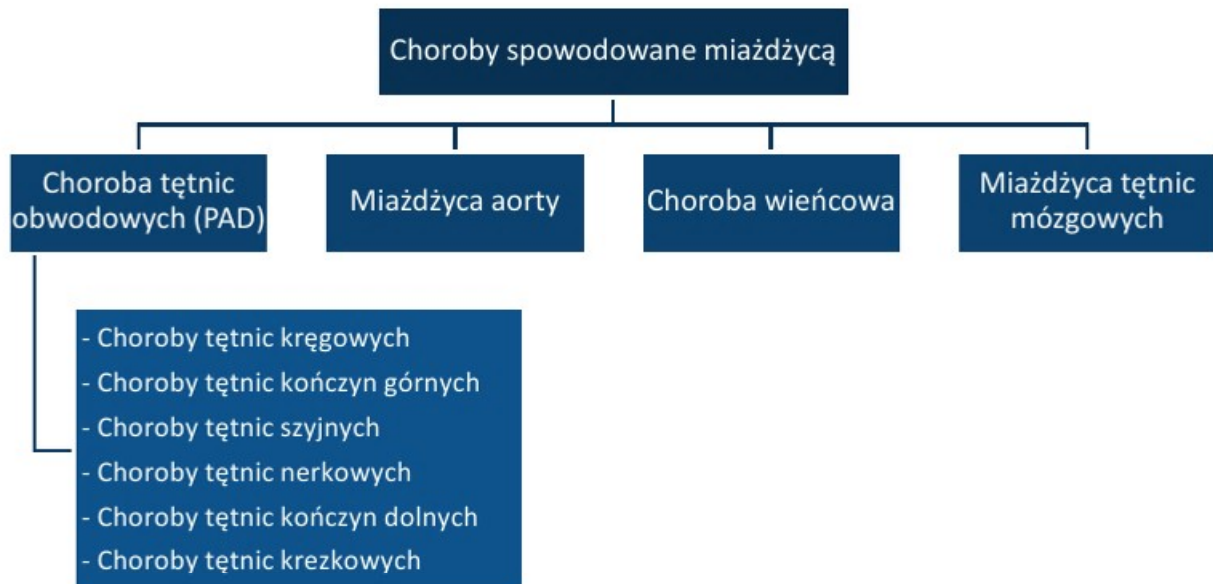 Choroby spowodowane miażdżycą
Choroba tętnic
obwodowych (PAD)
Miażdżyca aorty
Choroba wieńcowa
Miażdżyca tętnic
mózgowych
- Choroby tętnic kręgowych
- Choroby tętnic kończyn górnych
- Choroby tętnic szyjnych
- Choroby tętnic nerkowych
- Choroby tętnic kończyn dolnych
- Choroby tętnic krezkowych